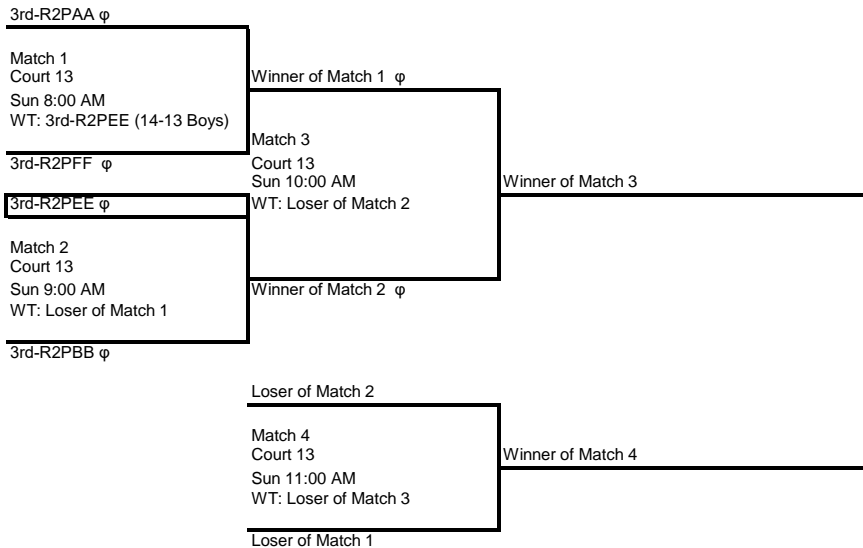 3rd-R2PAA φ
Match 1
Court 13
Sun 8:00 AM
WT: 3rd-R2PEE (14-13 Boys)
3rd-R2PFF φ
Winner of Match 1 φ
3rd-R2PEE φ
Match 2
Court 13
Sun 9:00 AM
WT: Loser of Match 1
3rd-R2PBB φ
Match 3
Court 13
Sun 10:00 AM
WT: Loser of Match 2
Winner of Match 2 φ
Winner of Match 3
Loser of Match 2
Match 4
Court 13
Sun 11:00 AM
WT: Loser of Match 3
Loser of Match 1
Winner of Match 4